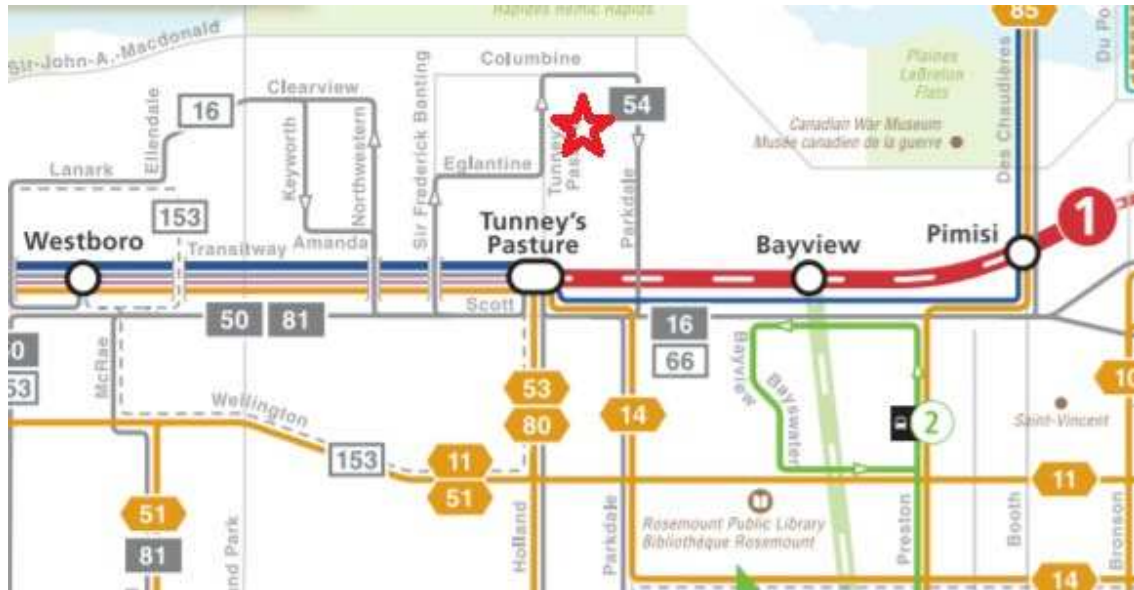 Rapides Remic Rapids
85
Sir-John-A.-Macdonald
Columbine
Clearview
16
54
Plaines
LeBreton
Flats
Des Chaudières
Du Po
Ellendale
Keyworth
Northwestern
Sir Frederick Banting
Eglantine
Tunney
Pas
Parkdale
Canadian War Museum
Musée canadien de la guerre
Lanark
153
Westboro
Transitway
Amanda
Tunney's
Pasture
Bayview
Pimisi
1
Scott
50
81
16
66
0
53
McRae
Wellington
53
80
14
Bayview
Bayswater
2
10
Saint-Vincent
153
11
51
11
51
81
nd Park
Holland
Parkdale
Rosemount Public Library
Bibliothèque Rosemount
Preston
Booth
Bronson
14